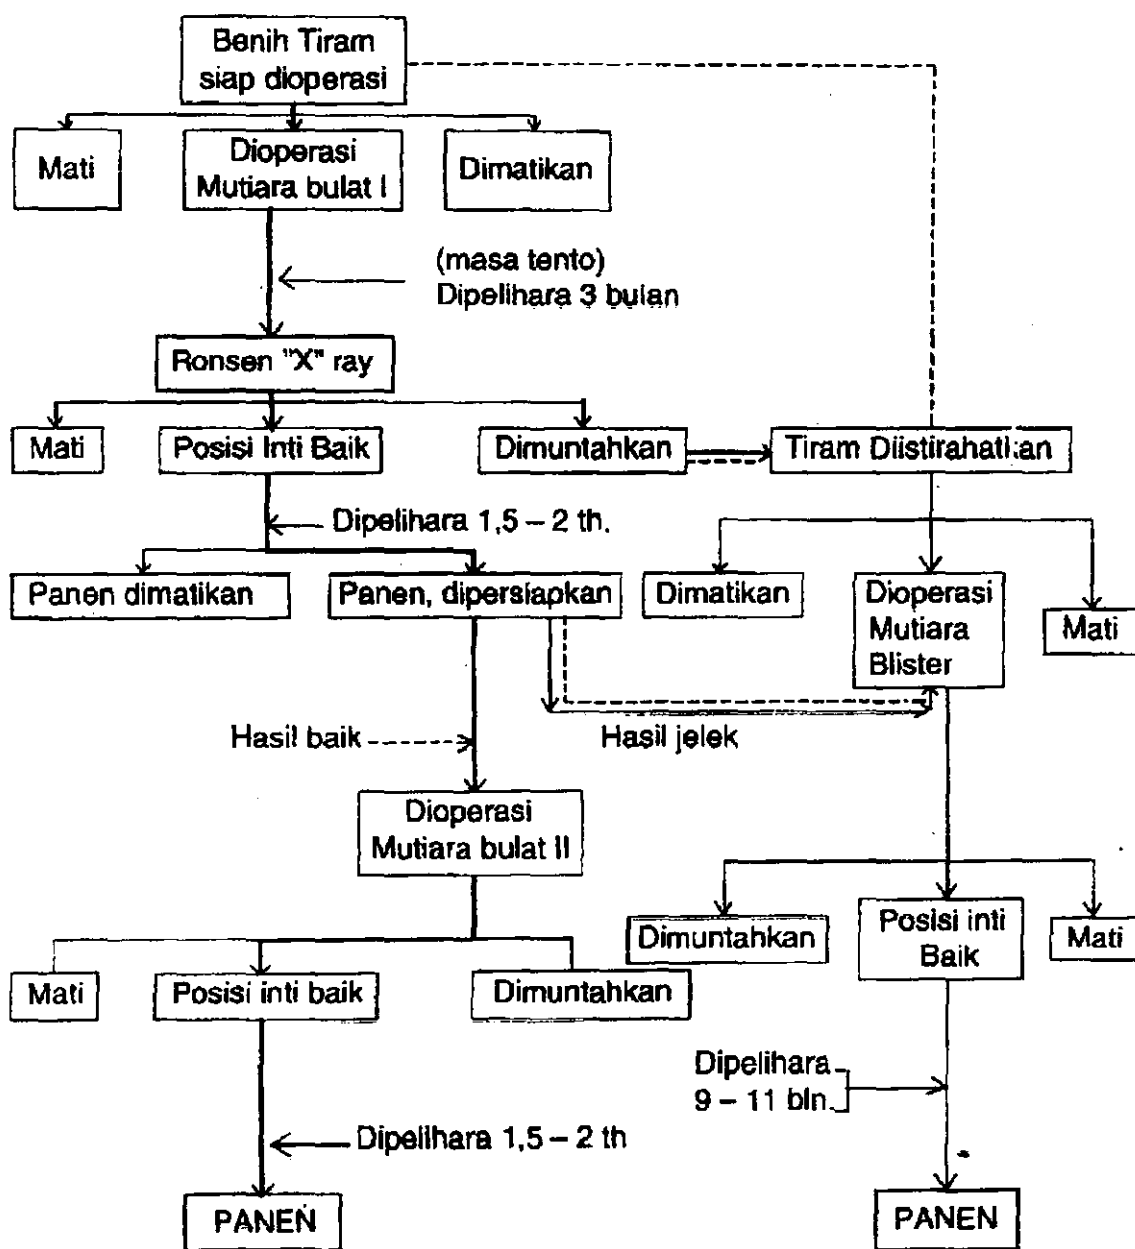 Benih Tiram
siap dioperasi
Mati
Dioperasi
Mutiara bulat I
Dimatikan
(masa tento)
Dipelihara 3 bulan
Ronsen "X" ray
Mati
Posisi Inti Baik
Dimuntahkan
Tiram Diistirahatkan
Dipelihara 1,5 – 2 th.
Panen dimatikan
Panen, dipersiapkan
Dimatikan
Dioperasi
Mutiara
Blister
Mati
Hasil baik
Hasil jelek
Dioperasi
Mutiara bulat II
Dimuntahkan
Posisi inti
Baik
Mati
Mati
Posisi inti baik
Dimuntahkan
Dipelihara
9 – 11 bln.
Dipelihara 1,5 – 2 th
PANEN
PANEN